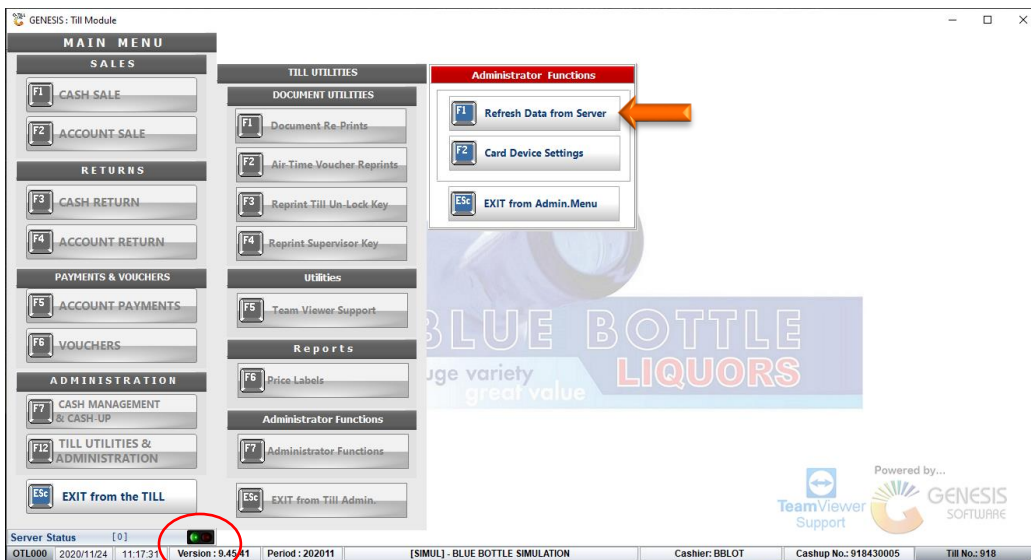 GENESIS : Till Module
MAIN MENU
SALES
F1 CASH SALE
F2 ACCOUNT SALE
RETURNS
F3 CASH RETURN
F4 ACCOUNT RETURN
PAYMENTS & VOUCHERS
F5 ACCOUNT PAYMENTS
F6 VOUCHERS
ADMINISTRATION
F7 CASH MANAGEMENT
& CASH-UP
F12 TILL UTILITIES &
ADMINISTRATION
ESc EXIT from the TILL
TILL UTILITIES
DOCUMENT UTILITIES
F1 Document Re-Prints
F2 Air-Time Voucher Reprints
F3 Reprint Till Un-Lock Key
F4 Reprint Supervisor Key
Utilities
F5 Team Viewer Support
Reports
F6 Price Labels
Administrator Functions
F7 Administrator Functions
ESc EXIT from Till Admin.
Administrator Functions
F1 Refresh Data from Server
F2 Card Device Settings
ESc EXIT from Admin.Menu
BLUE BOTTLE
LIQUORS
uge variety
great value
TeamViewer
Support
Powered by...
GENESIS
SOFTWARE
Server Status [0]
OTL000 2020/11/24 11:17:31 Version : 9.45.41 Period : 202011 [SIMUL] - BLUE BOTTLE SIMULATION Cashier: BBLOT Cashup No.: 918430005 Till No.: 918